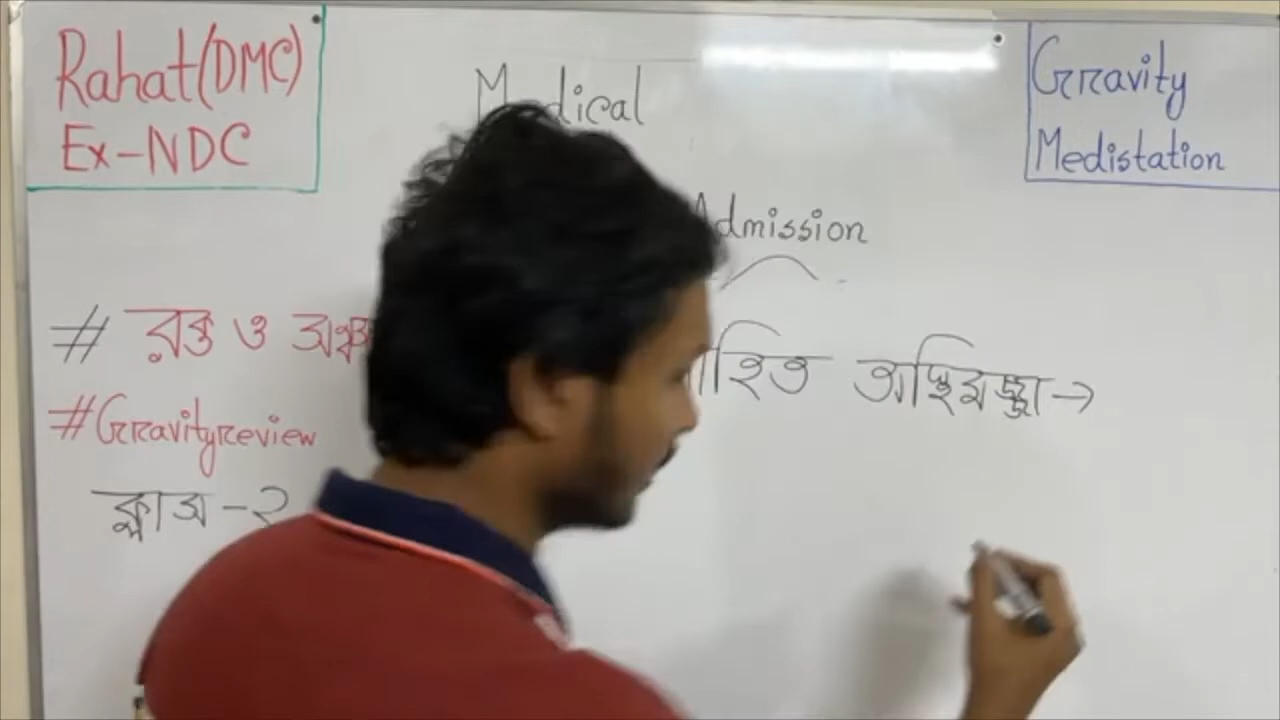 Rahat (DMC)
Ex-NDC
Medical
Gravity
Medistation
Admission
# রক্ত ও
অস্থিমজ্জা →
#Gravityreview
ক্লাস -২